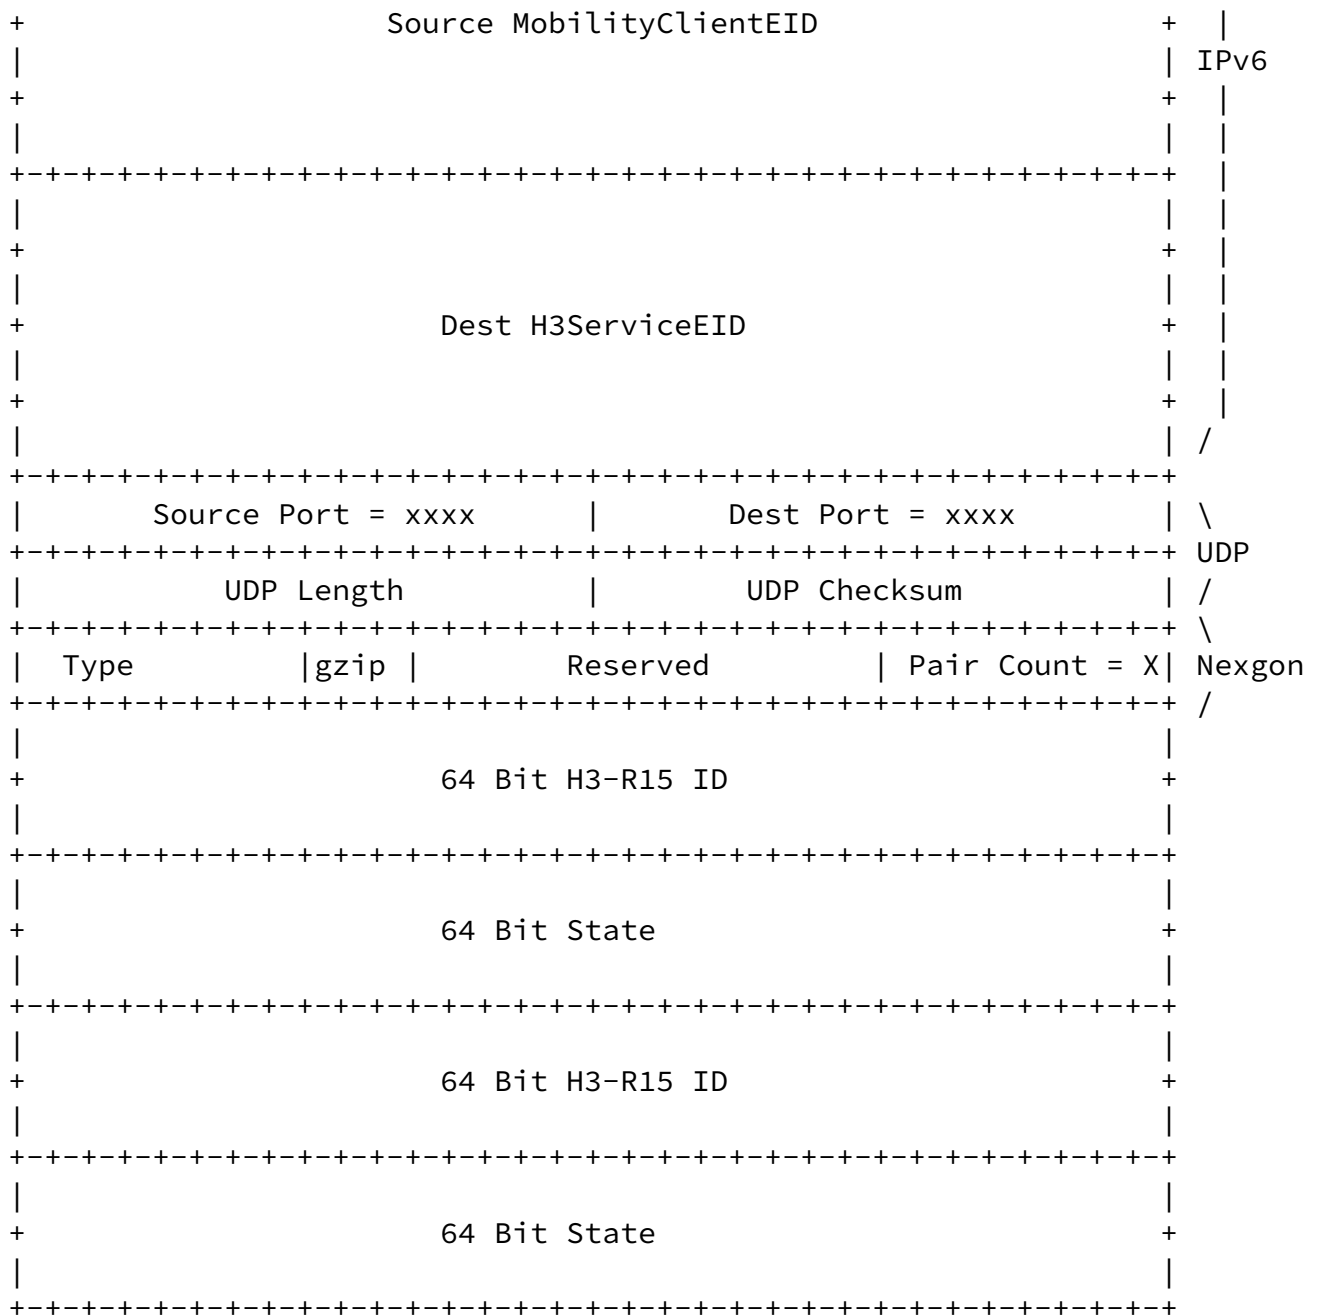 +                    Source MobilityClientEID                   +  |
|                                                               | IPv6
+                                                               +  |
|                                                               |  |
+-+-+-+-+-+-+-+-+-+-+-+-+-+-+-+-+-+-+-+-+-+-+-+-+-+-+-+-+-+-+-+-+  |
|                                                               |  |
+                                                               +  |
|                                                               |  |
+                       Dest H3ServiceEID                       +  |
|                                                               |  |
+                                                               +  |
|                                                               | /
+-+-+-+-+-+-+-+-+-+-+-+-+-+-+-+-+-+-+-+-+-+-+-+-+-+-+-+-+-+-+-+-+
|       Source Port = xxxx      |       Dest Port = xxxx        | \
+-+-+-+-+-+-+-+-+-+-+-+-+-+-+-+-+-+-+-+-+-+-+-+-+-+-+-+-+-+-+-+-+ UDP
|           UDP Length          |        UDP Checksum           | /
+-+-+-+-+-+-+-+-+-+-+-+-+-+-+-+-+-+-+-+-+-+-+-+-+-+-+-+-+-+-+-+-+ \
|  Type         |gzip |        Reserved         | Pair Count = X| Nexgon
+-+-+-+-+-+-+-+-+-+-+-+-+-+-+-+-+-+-+-+-+-+-+-+-+-+-+-+-+-+-+-+-+ /
|                                                               |
+                       64 Bit H3-R15 ID                        +
|                                                               |
+-+-+-+-+-+-+-+-+-+-+-+-+-+-+-+-+-+-+-+-+-+-+-+-+-+-+-+-+-+-+-+-+
|                                                               |
+                       64 Bit State                            +
|                                                               |
+-+-+-+-+-+-+-+-+-+-+-+-+-+-+-+-+-+-+-+-+-+-+-+-+-+-+-+-+-+-+-+-+
|                                                               |
+                       64 Bit H3-R15 ID                        +
|                                                               |
+-+-+-+-+-+-+-+-+-+-+-+-+-+-+-+-+-+-+-+-+-+-+-+-+-+-+-+-+-+-+-+-+
|                                                               |
+                       64 Bit State                            +
|                                                               |
+-+-+-+-+-+-+-+-+-+-+-+-+-+-+-+-+-+-+-+-+-+-+-+-+-+-+-+-+-+-+-+-+